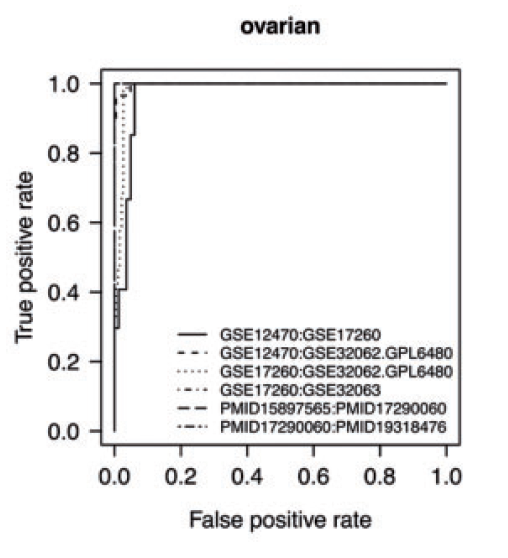 ovarian
True positive rate
1.0
0.8
0.6
0.4
0.2
0.0
GSE12470:GSE17260
GSE12470:GSE32062.GPL6480
GSE17260:GSE32062.GPL6480
GSE17260:GSE32063
PMID15897565:PMID17290060
PMID17290060:PMID19318476
0.0 0.2 0.4 0.6 0.8 1.0
False positive rate